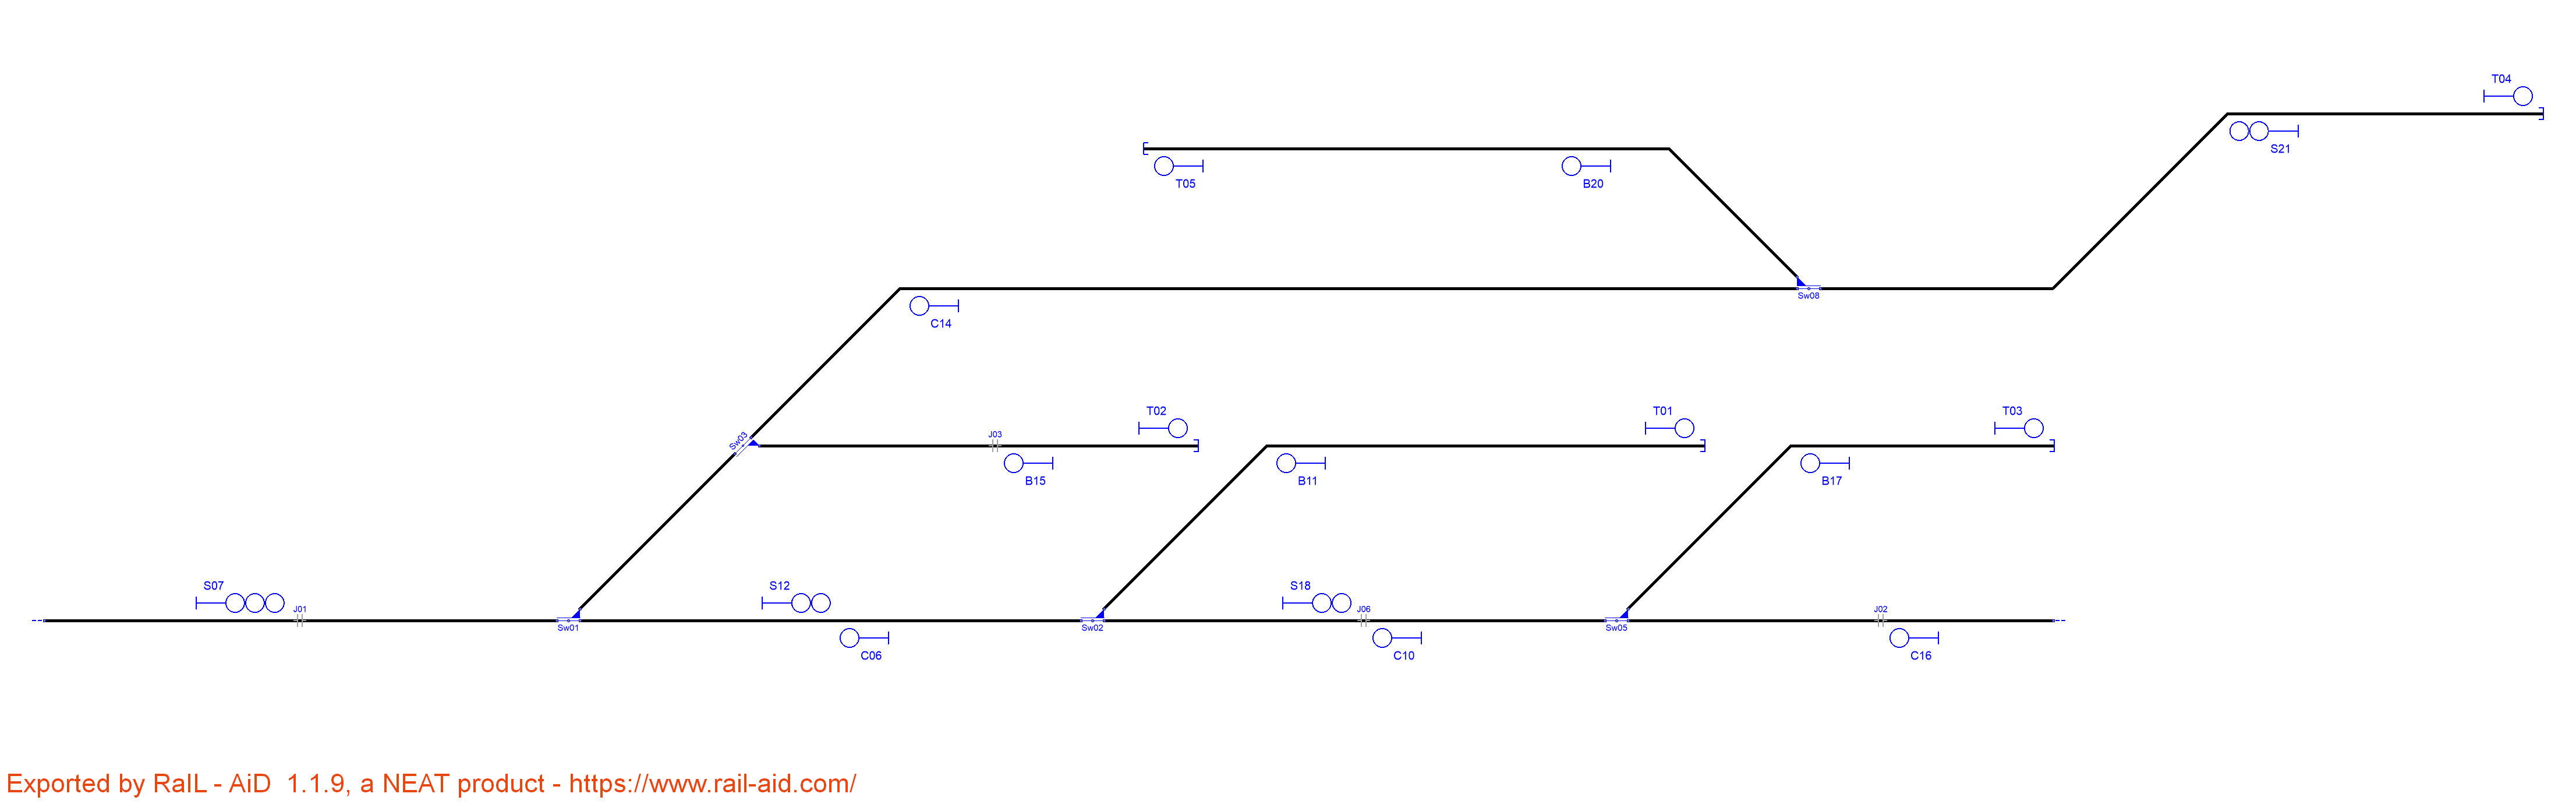 T04
S21
T05
B20
Sw08
C14
Sw03
J03
T02
B15
T01
B11
T03
B17
S07
J01
Sw01
S12
C06
Sw02
S18
J06
C10
Sw05
J02
C16
Exported by RaIL - AiD  1.1.9, a NEAT product - https://www.rail-aid.com/